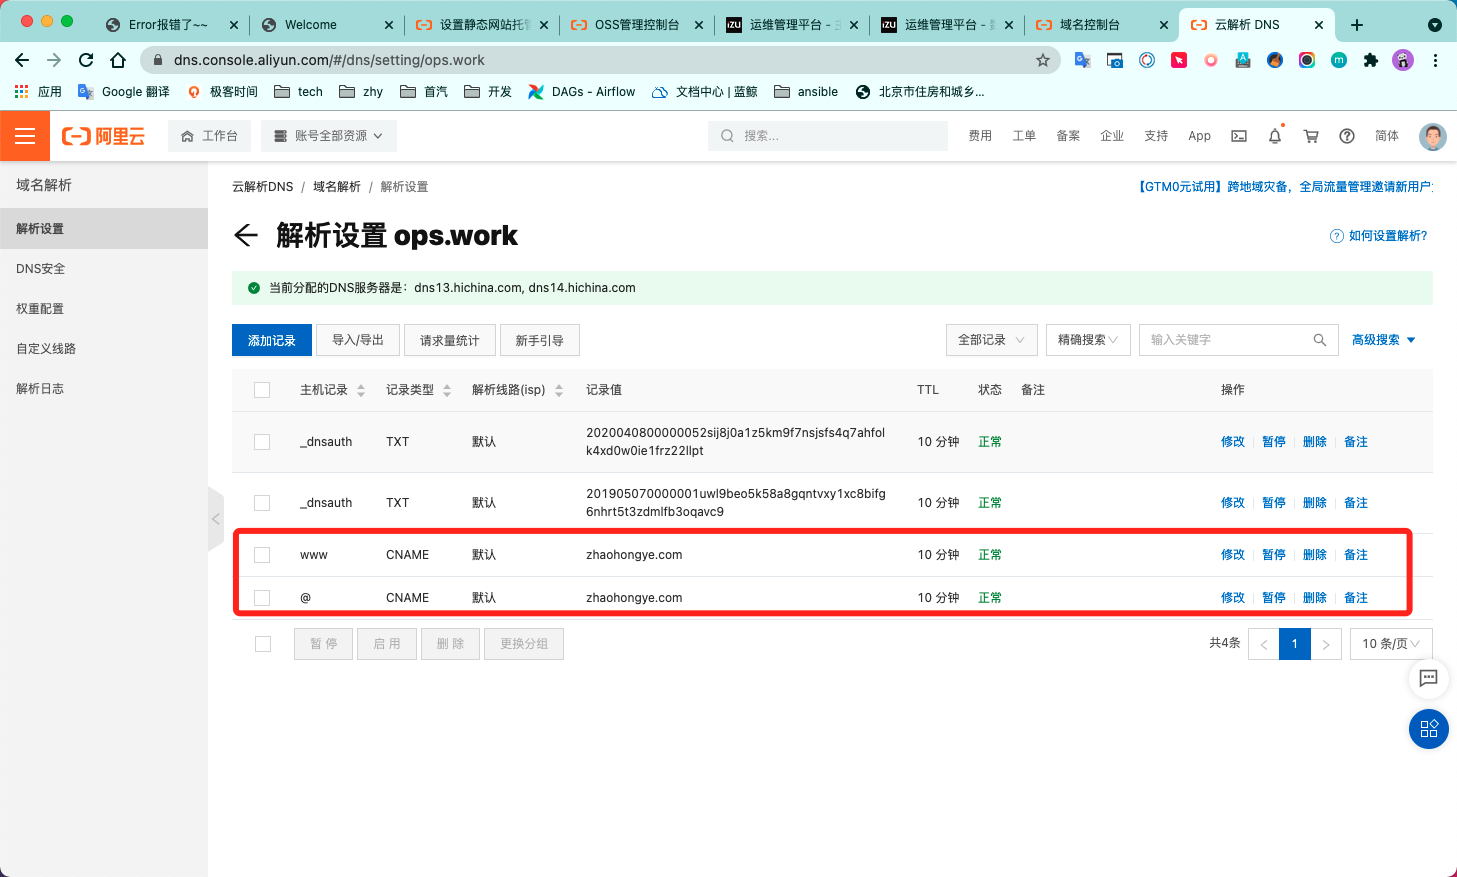 Error报错了~~
Welcome
设置静态网站托管
OSS管理控制台
运维管理平台 - 主
运维管理平台 -
域名控制台
云解析 DNS
dns.console.aliyun.com/#/dns/setting/ops.work
应用
Google 翻译
极客时间
tech
zhy
首汽
开发
DAGs - Airflow
文档中心 | 蓝鲸
ansible
北京市住房和城乡...
阿里云
工作台
账号全部资源
搜索...
费用
工单
备案
企业
支持
App
简体
域名解析
解析设置
DNS安全
权重配置
自定义线路
解析日志
云解析DNS / 域名解析 / 解析设置
【GTM0元试用】跨地域灾备，全局流量管理邀请新用户
解析设置 ops.work
如何设置解析?
当前分配的DNS服务器是： dns13.hichina.com, dns14.hichina.com
添加记录
导入/导出
请求量统计
新手引导
全部记录
精确搜索
输入关键字
高级搜索
主机记录 记录类型 解析线路(isp) 记录值 TTL 状态 备注 操作
_dnsauth TXT 默认 2020040800000052sij8j0a1z5km9f7nsjsfs4q7ahfol 10 分钟 正常 修改 暂停 删除 备注
k4xd0w0ie1frz22llpt
_dnsauth TXT 默认 201905070000001uwl9beo5k58a8gqntvxy1xc8bifg 10 分钟 正常 修改 暂停 删除 备注
6nhrt5t3zdmlfb3oqavc9
www CNAME 默认 zhaohongye.com 10 分钟 正常 修改 暂停 删除 备注
@ CNAME 默认 zhaohongye.com 10 分钟 正常 修改 暂停 删除 备注
暂 停
启 用
删 除
更换分组
共4条
1
10 条/页